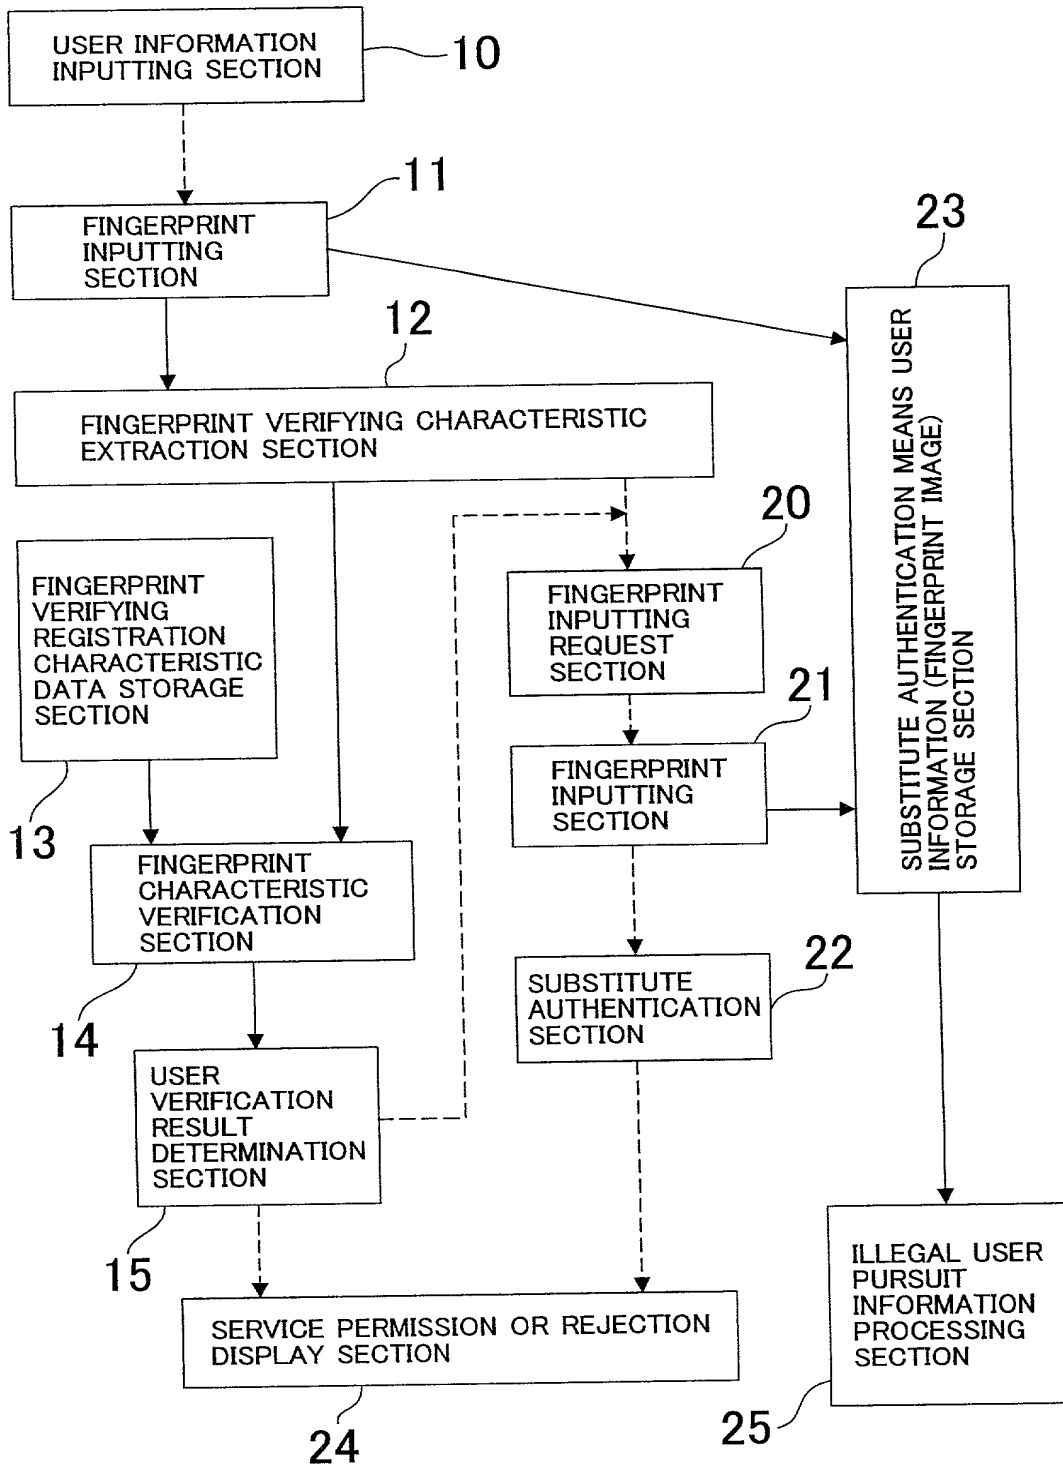 USER INFORMATION
INPUTTING SECTION
10
11
FINGERPRINT
INPUTTING
SECTION
23
12
FINGERPRINT VERIFYING CHARACTERISTIC
EXTRACTION SECTION
SUBSTITUTE AUTHENTICATION MEANS USER
INFORMATION (FINGERPRINT IMAGE)
STORAGE SECTION
20
FINGERPRINT
VERIFYING
REGISTRATION
CHARACTERISTIC
DATA STORAGE
SECTION
13
FINGERPRINT
INPUTTING
REQUEST
SECTION
21
FINGERPRINT
INPUTTING
SECTION
FINGERPRINT
CHARACTERISTIC
VERIFICATION
SECTION
14
22
SUBSTITUTE
AUTHENTICATION
SECTION
USER
VERIFICATION
RESULT
DETERMINATION
SECTION
15
SERVICE PERMISSION OR REJECTION
DISPLAY SECTION
24
ILLEGAL USER
PURSUIT
INFORMATION
PROCESSING
SECTION
25